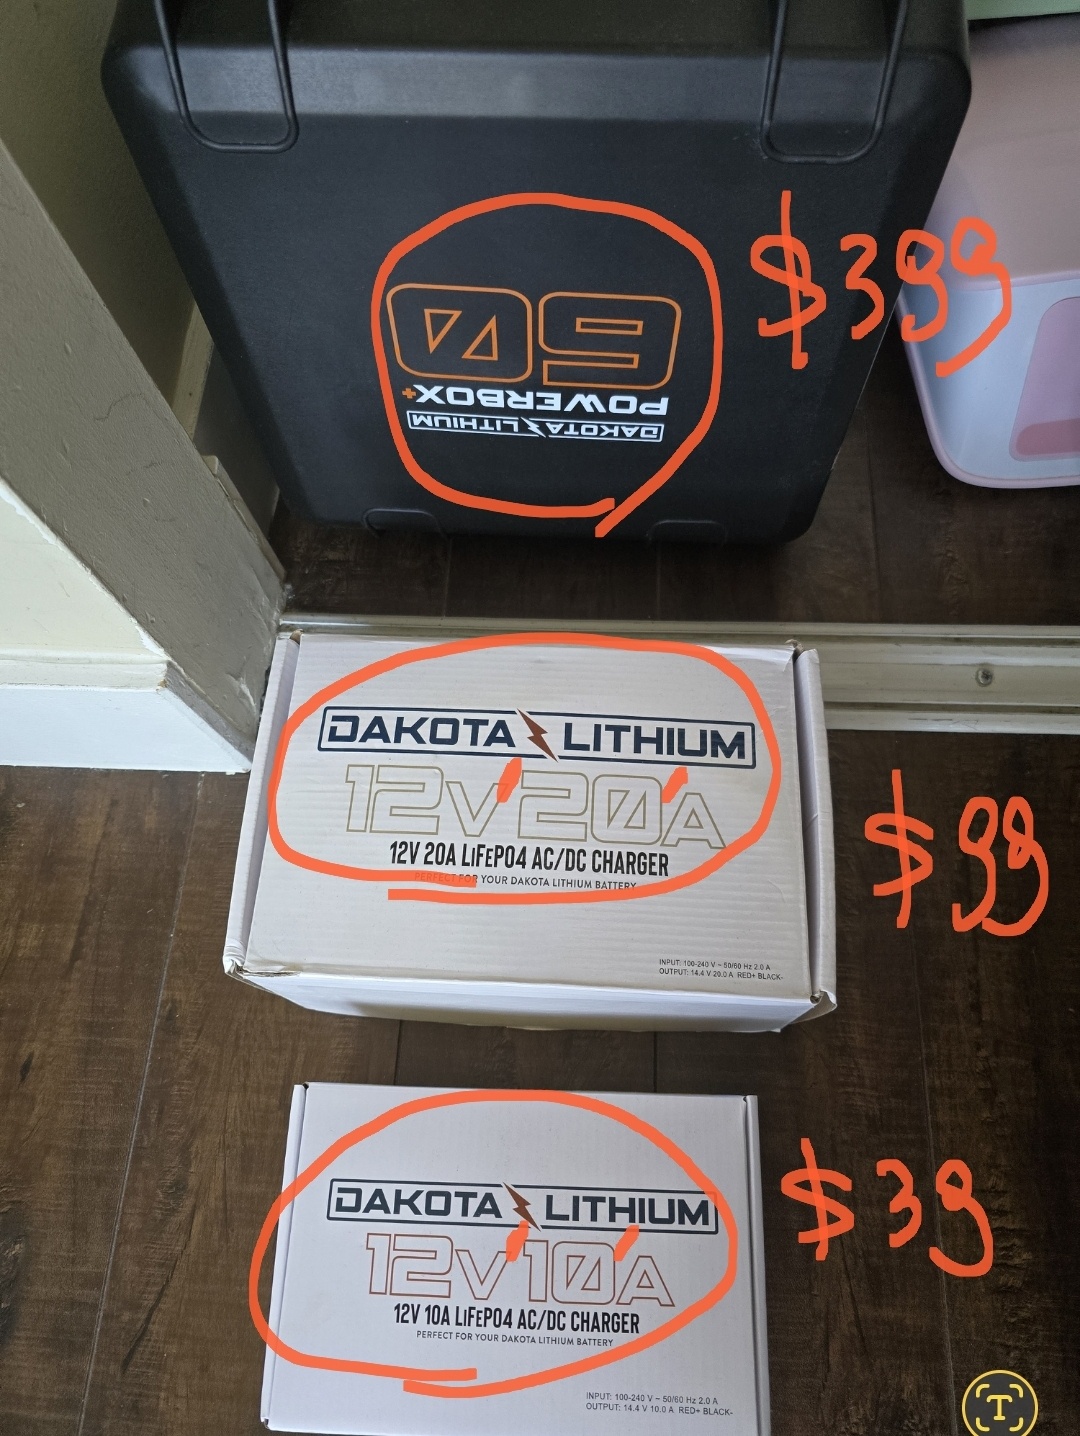 60
POWERBOX+
DAKOTA LITHIUM
$399
DAKOTA LITHIUM
12V 20A
12V 20A LiFePO4 AC/DC CHARGER
PERFECT FOR YOUR DAKOTA LITHIUM BATTERY
INPUT: 100-240 V ~ 50/60 Hz 2.0 A
OUTPUT: 14.4 V 20.0 A RED+ BLACK-
$99
DAKOTA LITHIUM
12V 10A
12V 10A LiFePO4 AC/DC CHARGER
PERFECT FOR YOUR DAKOTA LITHIUM BATTERY
INPUT: 100-240 V ~ 50/60 Hz 2.0 A
OUTPUT: 14.4 V 10.0 A RED+ BLACK-
$39
T